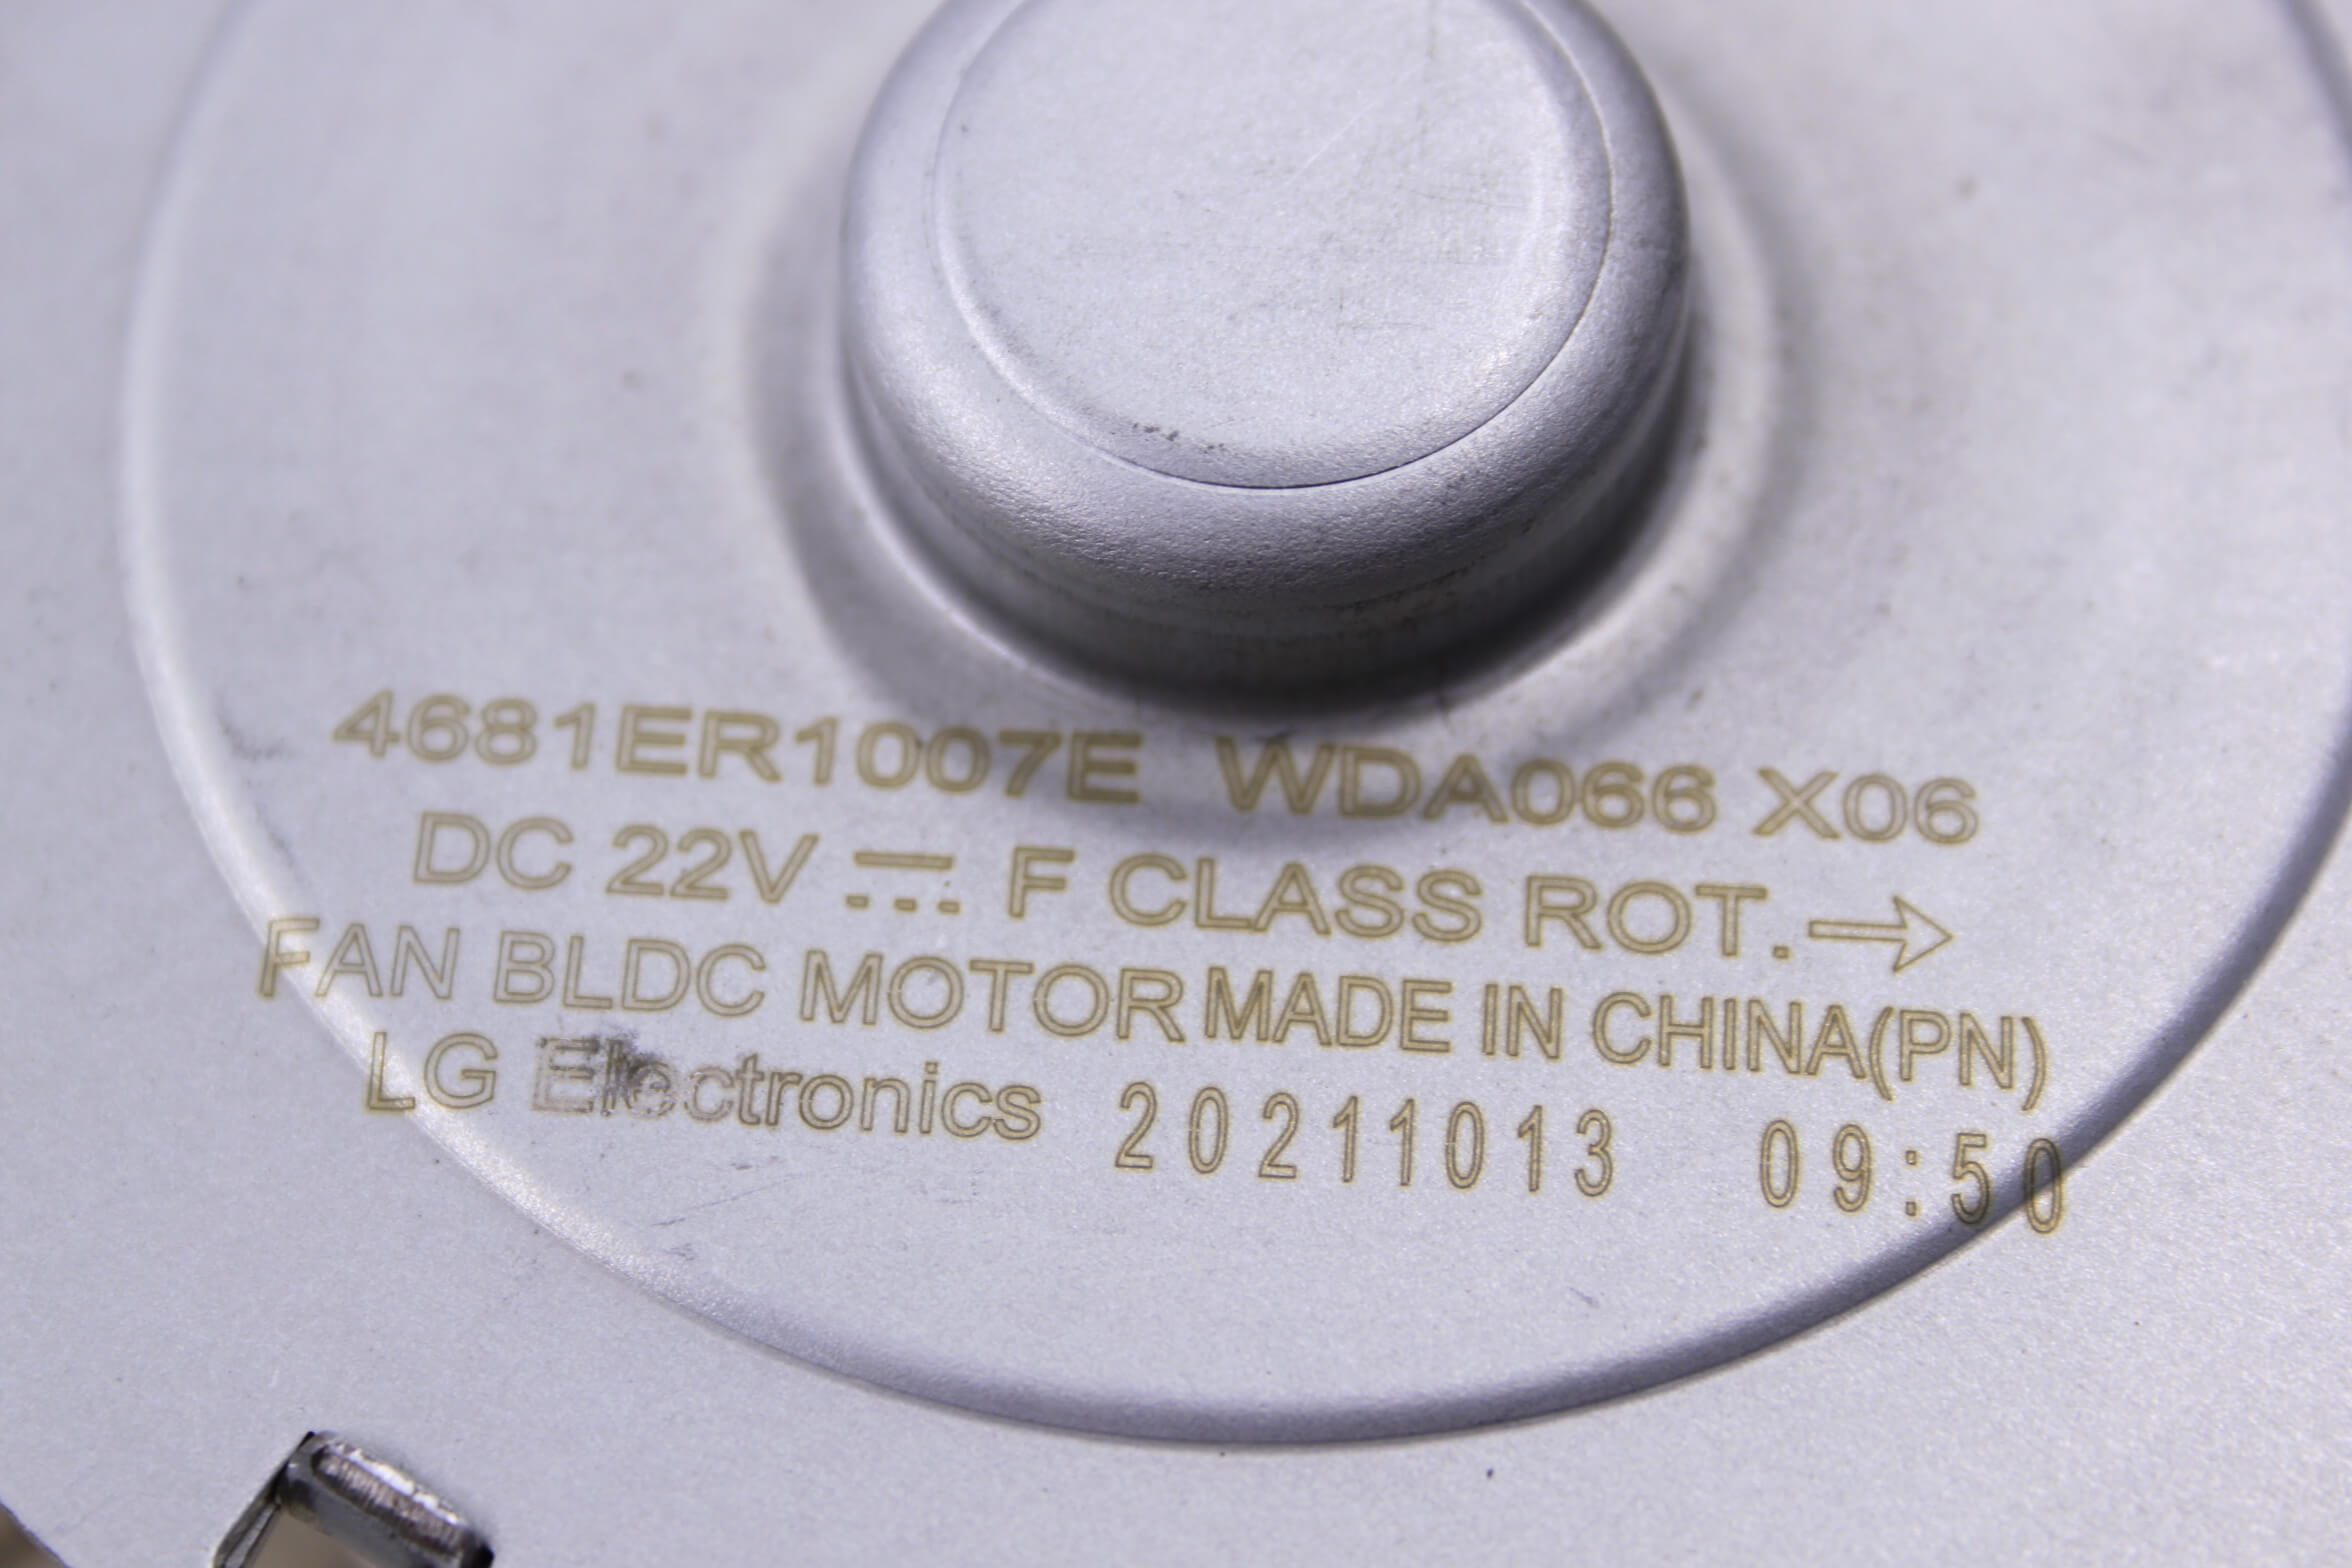 4681ER1007E WDA066 X06
DC 22V ⎓ F CLASS ROT.→
FAN BLDC MOTOR MADE IN CHINA(PN)
LG Electronics 20211013 09:50